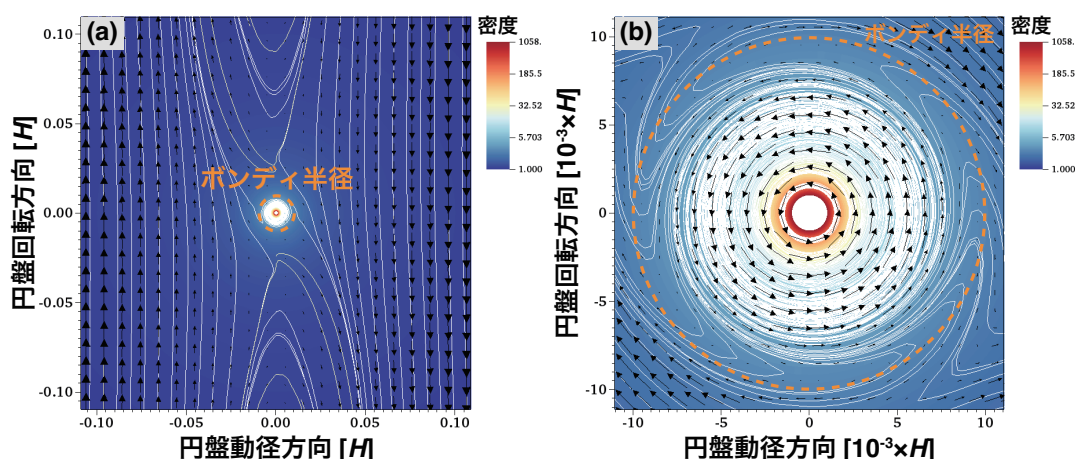 (a)
密度
1058.
185.5
32.52
5.703
1.000
0.10
0.05
0.00
-0.05
-0.10
円盤回転方向 [H]
ボンディ半径
-0.10 -0.05 0.00 0.05 0.10
円盤動径方向 [H]
(b)
ボンディ半径
密度
1058.
185.5
32.52
5.703
1.000
10
5
0
-5
-10
円盤回転方向 [10⁻³×H]
-10 -5 0 5 10
円盤動径方向 [10⁻³×H]